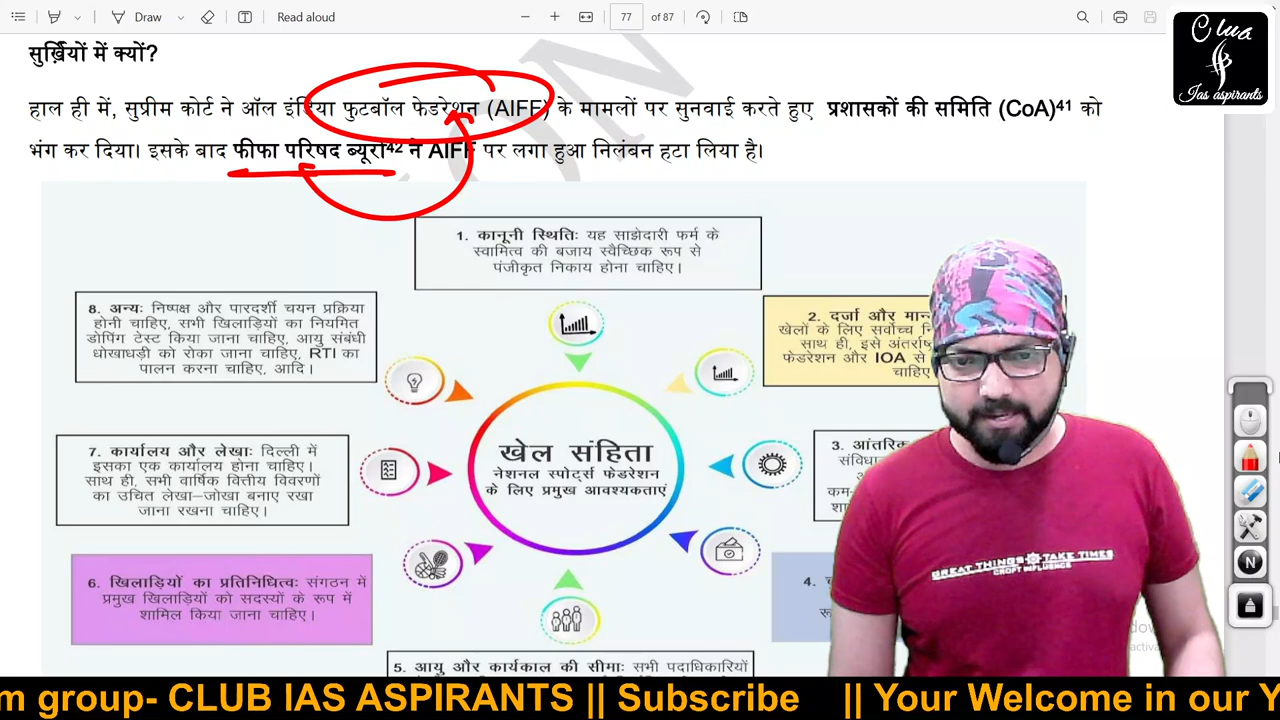 Draw
Read aloud
77
of 87
Clua
Ias aspirants
सुर्ख़ियों में क्यों?
हाल ही में, सुप्रीम कोर्ट ने ऑल इंडिया फुटबॉल फेडरेशन (AIFF) के मामलों पर सुनवाई करते हुए प्रशासकों की समिति (CoA)⁴¹ को
भंग कर दिया। इसके बाद फीफा परिषद ब्यूरो⁴² ने AIFF पर लगा हुआ निलंबन हटा लिया है।
1. कानूनी स्थितिः यह साझेदारी फर्म के
स्वामित्व की बजाय स्वैच्छिक रूप से
पंजीकृत निकाय होना चाहिए।
8. अन्यः निष्पक्ष और पारदर्शी चयन प्रक्रिया
होनी चाहिए, सभी खिलाड़ियों का नियमित
डोपिंग टेस्ट किया जाना चाहिए, आयु संबंधी
धोखाधड़ी को रोका जाना चाहिए, RTI का
पालन करना चाहिए, आदि।
2. दर्जा और
खेलों के लिए सर्वोच्च
साथ ही, इसे
फेडरेशन और IOA से
चाहिए
खेल संहिता
नेशनल स्पोर्ट्स फेडरेशन
के लिए प्रमुख आवश्यकताएं
7. कार्यालय और लेखाः दिल्ली में
इसका एक कार्यालय होना चाहिए।
साथ ही, सभी वार्षिक वित्तीय विवरणों
का उचित लेखा-जोखा बनाए रखा
जाना रखना चाहिए।
3. आंतरिक
6. खिलाड़ियों का प्रतिनिधित्वः संगठन में
प्रमुख खिलाड़ियों को सदस्यों के रूप में
शामिल किया जाना चाहिए।
4.
5. आयु और कार्यकाल की सीमाः सभी पदाधिकारियों
GREAT THINGS TAKE TIMES
CROFT INFLUENCE
N
m group- CLUB IAS ASPIRANTS || Subscribe || Your Welcome in our Y